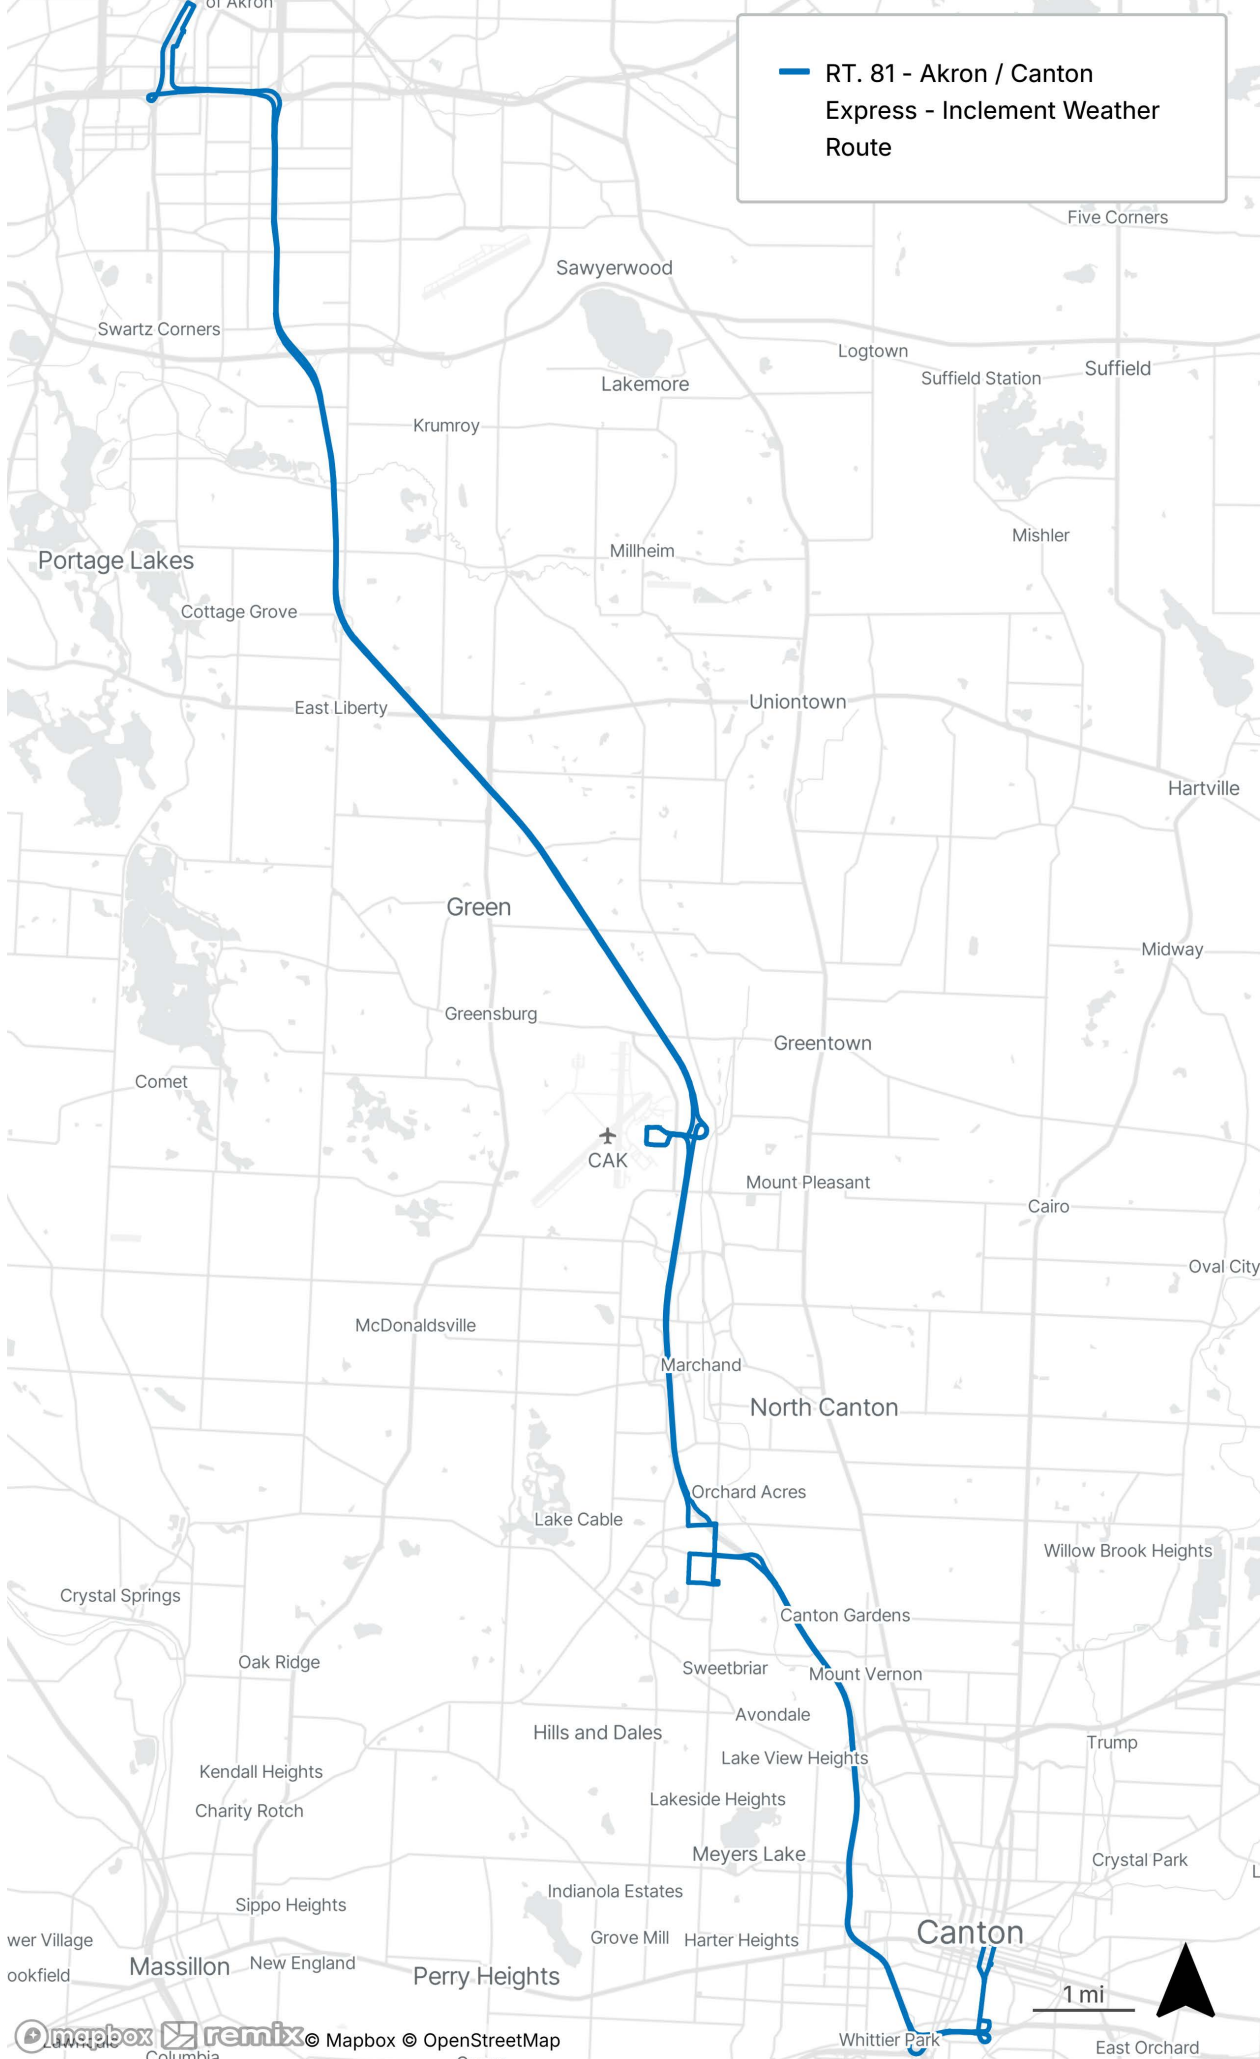 of Akron
RT. 81 - Akron / Canton
Express - Inclement Weather
Route
Five Corners
Sawyerwood
Swartz Corners
Logtown
Suffield
Suffield Station
Lakemore
Krumroy
Mishler
Millheim
Portage Lakes
Cottage Grove
Uniontown
East Liberty
Hartville
Green
Midway
Greensburg
Greentown
Comet
CAK
Mount Pleasant
Cairo
Oval City
McDonaldsville
Marchand
North Canton
Orchard Acres
Lake Cable
Willow Brook Heights
Crystal Springs
Canton Gardens
Oak Ridge
Sweetbriar
Mount Vernon
Avondale
Hills and Dales
Trump
Lake View Heights
Kendall Heights
Lakeside Heights
Charity Rotch
Meyers Lake
Crystal Park
L
Indianola Estates
Sippo Heights
Canton
Grove Mill
Harter Heights
wer Village
New England
Massillon
Perry Heights
ookfield
1 mi
mapbox remix © Mapbox © OpenStreetMap
Whittier Park
East Orchard
Columbia